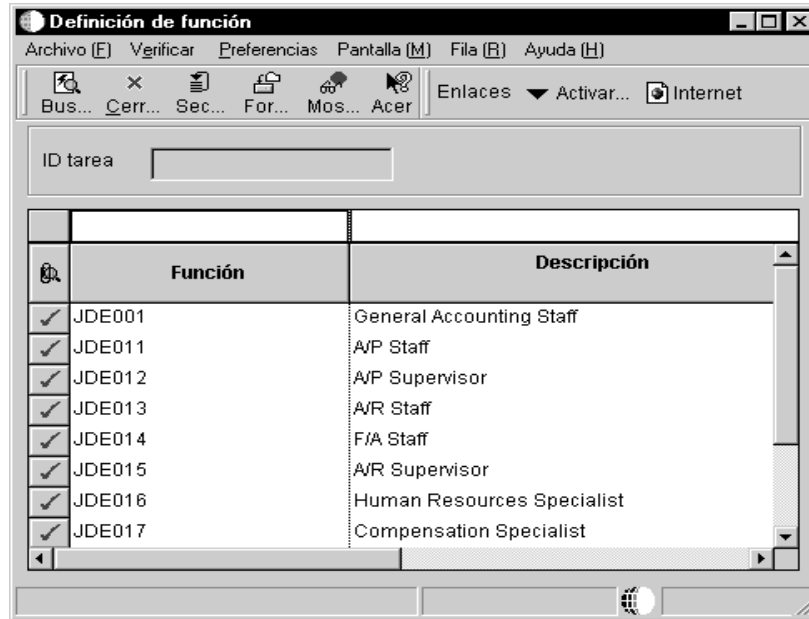 Definición de función
Archivo (F) Verificar Preferencias Pantalla (M) Fila (R) Ayuda (H)
Bus... Cerr... Sec... For... Mos... Acer Enlaces Activar... Internet
ID tarea
Función Descripción
JDE001 General Accounting Staff
JDE011 A/P Staff
JDE012 A/P Supervisor
JDE013 A/R Staff
JDE014 F/A Staff
JDE015 A/R Supervisor
JDE016 Human Resources Specialist
JDE017 Compensation Specialist